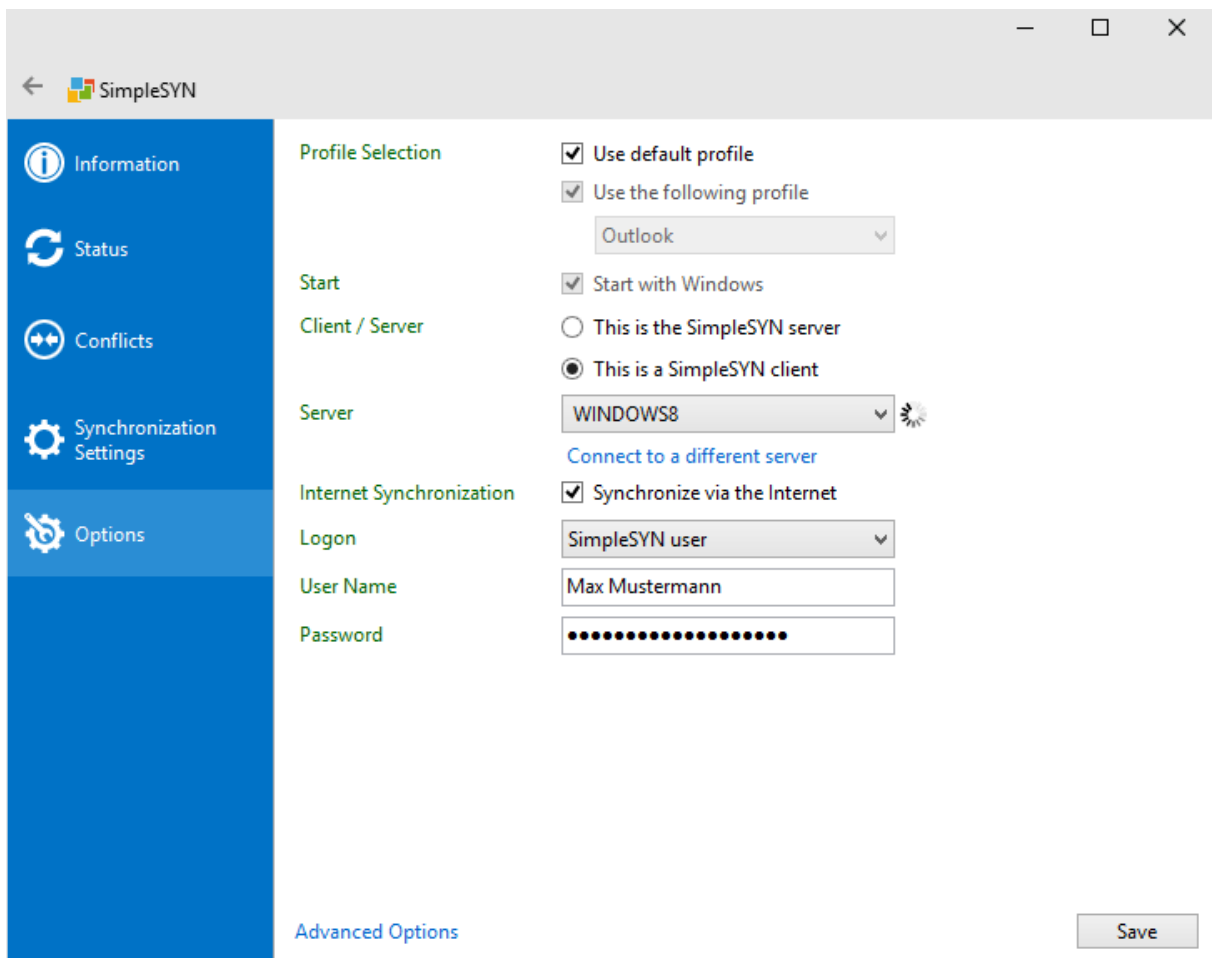 SimpleSYN
Information
Status
Conflicts
Synchronization
Settings
Options
Profile Selection
Use default profile
Use the following profile
Outlook
Start
Start with Windows
Client / Server
This is the SimpleSYN server
This is a SimpleSYN client
Server
WINDOWS8
Connect to a different server
Internet Synchronization
Synchronize via the Internet
Logon
SimpleSYN user
User Name
Max Mustermann
Password
●●●●●●●●●●●●●●●●●●●
Advanced Options
Save